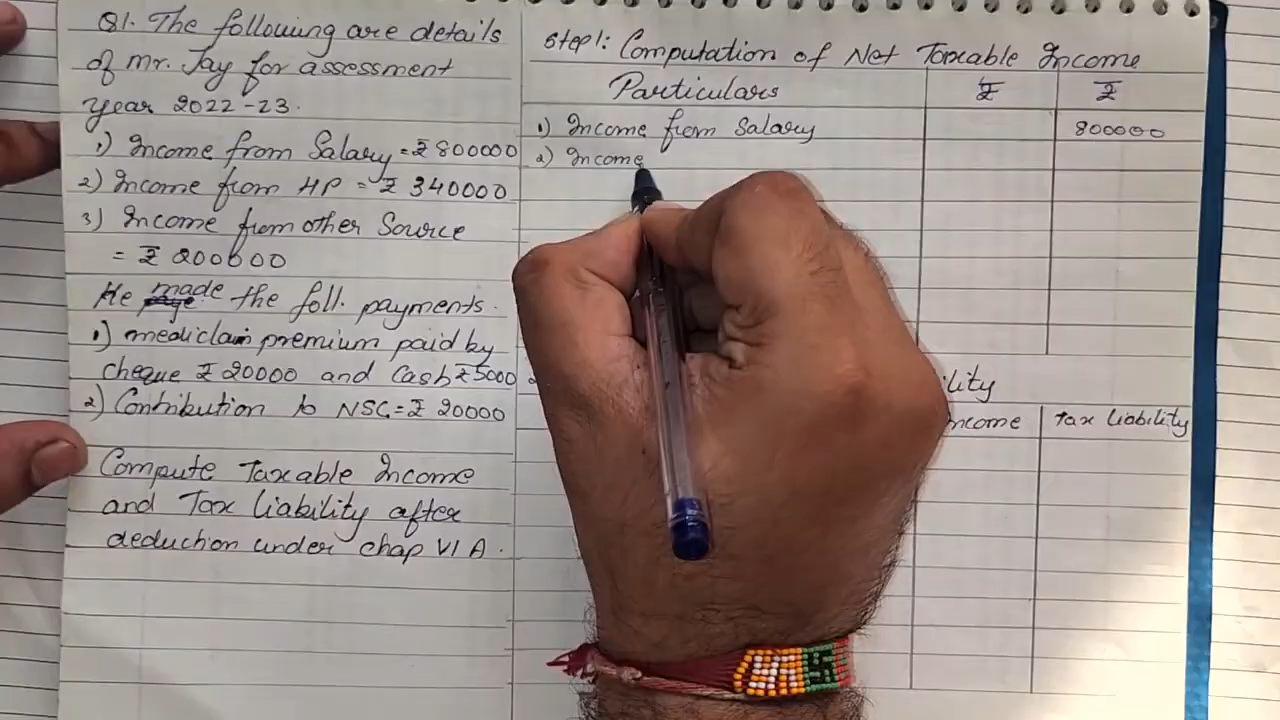 Q1. The following are details
of mr. Jay for assessment
year 2022-23.
1) Income from Salary = ₹ 800000
2) Income from HP = ₹ 340000
3) Income from other Source
= ₹ 200000
He made the foll. payments.
1) mediclaim premium paid by
cheque ₹ 20000 and Cash ₹ 5000
2) Contribution to NSC = ₹ 20000
Compute Taxable Income
and Tax liability after
deduction under chap VI A.
Step 1: Computation of Net Taxable Income
Particulars ₹ ₹
1) Income from Salary 800000
2) Income
ility
ncome Tax liability